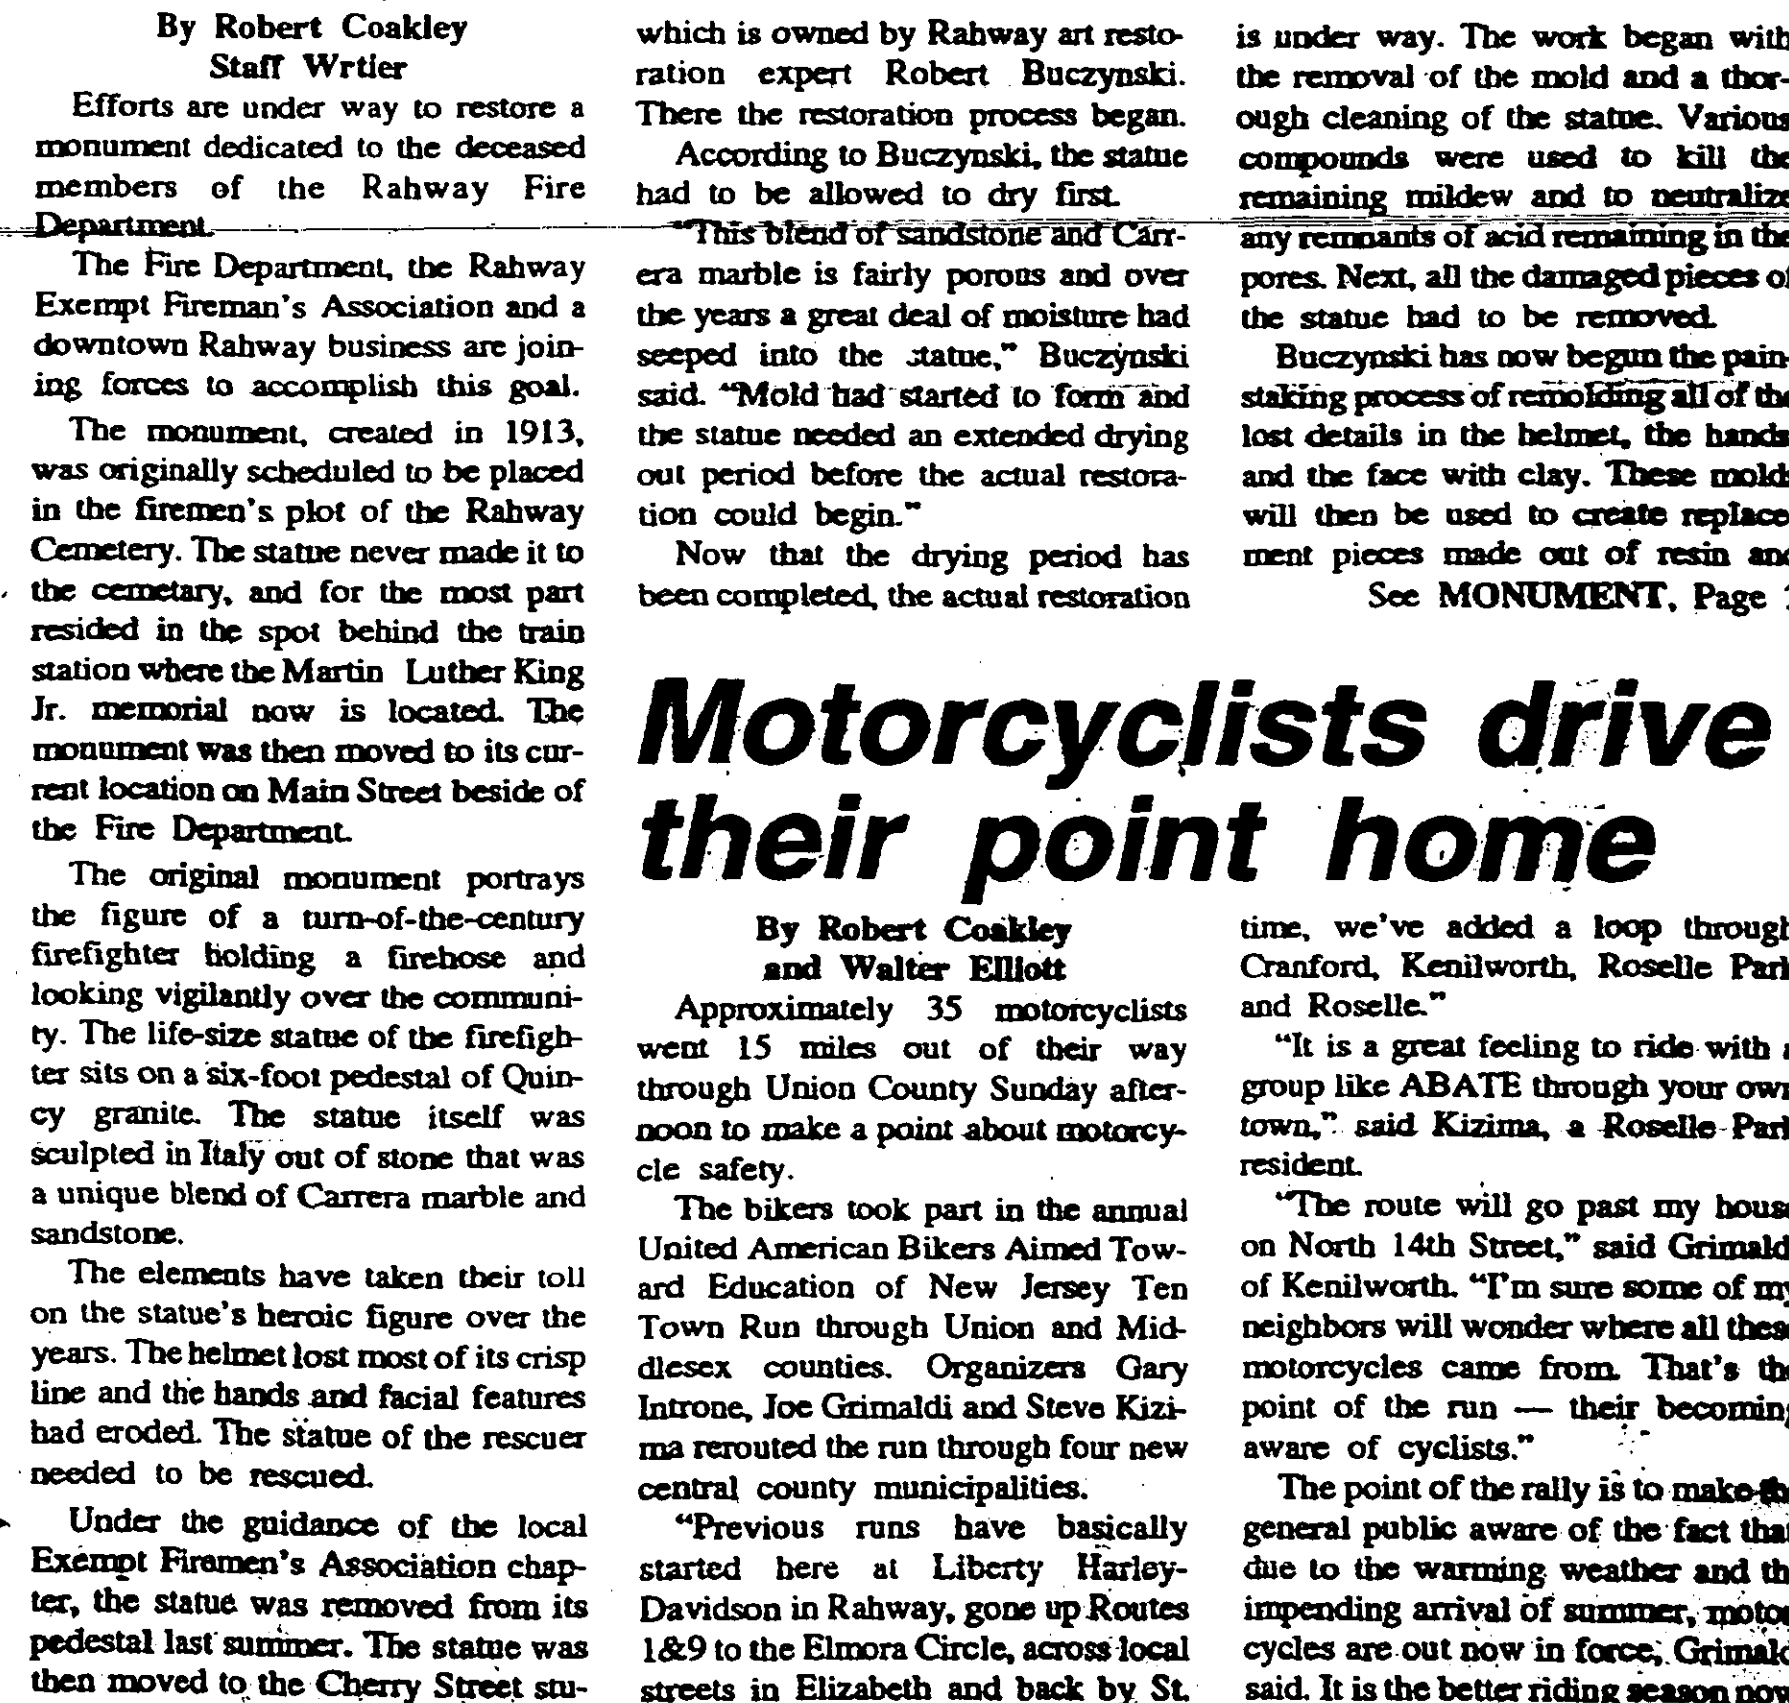 By Robert Coakley
Staff Wrtier
Efforts are under way to restore a
monument dedicated to the deceased
members of the Rahway Fire
Department.
The Fire Department, the Rahway
Exempt Fireman's Association and a
downtown Rahway business are join-
ing forces to accomplish this goal.
The monument, created in 1913,
was originally scheduled to be placed
in the firemen's plot of the Rahway
Cemetery. The statue never made it to
the cemetary, and for the most part
resided in the spot behind the train
station where the Martin Luther King
Jr. memorial now is located. The
monument was then moved to its cur-
rent location on Main Street beside of
the Fire Department.
The original monument portrays
the figure of a turn-of-the-century
firefighter holding a firehose and
looking vigilantly over the communi-
ty. The life-size statue of the firefigh-
ter sits on a six-foot pedestal of Quin-
cy granite. The statue itself was
sculpted in Italy out of stone that was
a unique blend of Carrera marble and
sandstone.
The elements have taken their toll
on the statue's heroic figure over the
years. The helmet lost most of its crisp
line and the hands and facial features
had eroded. The statue of the rescuer
needed to be rescued.
Under the guidance of the local
Exempt Firemen's Association chap-
ter, the statue was removed from its
pedestal last summer. The statue was
then moved to the Cherry Street stu-
which is owned by Rahway art resto-
ration expert Robert Buczynski.
There the restoration process began.
According to Buczynski, the statue
had to be allowed to dry first.
"This blend of sandstone and Carr-
era marble is fairly porous and over
the years a great deal of moisture had
seeped into the statue," Buczynski
said. "Mold had started to form and
the statue needed an extended drying
out period before the actual restora-
tion could begin."
Now that the drying period has
been completed, the actual restoration
is under way. The work began with
the removal of the mold and a thor-
ough cleaning of the statue. Various
compounds were used to kill the
remaining mildew and to neutralize
any remnants of acid remaining in the
pores. Next, all the damaged pieces of
the statue had to be removed.
Buczynski has now begun the pain-
staking process of remolding all of the
lost details in the helmet, the hands
and the face with clay. These molds
will then be used to create replace-
ment pieces made out of resin and
See MONUMENT, Page
Motorcyclists drive
their point home
By Robert Coakley
and Walter Elliott
Approximately 35 motorcyclists
went 15 miles out of their way
through Union County Sunday after-
noon to make a point about motorcy-
cle safety.
The bikers took part in the annual
United American Bikers Aimed Tow-
ard Education of New Jersey Ten
Town Run through Union and Mid-
dlesex counties. Organizers Gary
Introne, Joe Grimaldi and Steve Kizi-
ma rerouted the run through four new
central county municipalities.
"Previous runs have basically
started here at Liberty Harley-
Davidson in Rahway, gone up Routes
1&9 to the Elmora Circle, across local
streets in Elizabeth and back by St.
time, we've added a loop through
Cranford, Kenilworth, Roselle Park
and Roselle."
"It is a great feeling to ride with a
group like ABATE through your own
town," said Kizima, a Roselle Park
resident.
"The route will go past my house
on North 14th Street," said Grimaldi
of Kenilworth. "I'm sure some of my
neighbors will wonder where all these
motorcycles came from. That's the
point of the run — their becoming
aware of cyclists."
The point of the rally is to make the
general public aware of the fact that
due to the warming weather and the
impending arrival of summer, motor-
cycles are out now in force, Grimaldi
said. It is the better riding season now